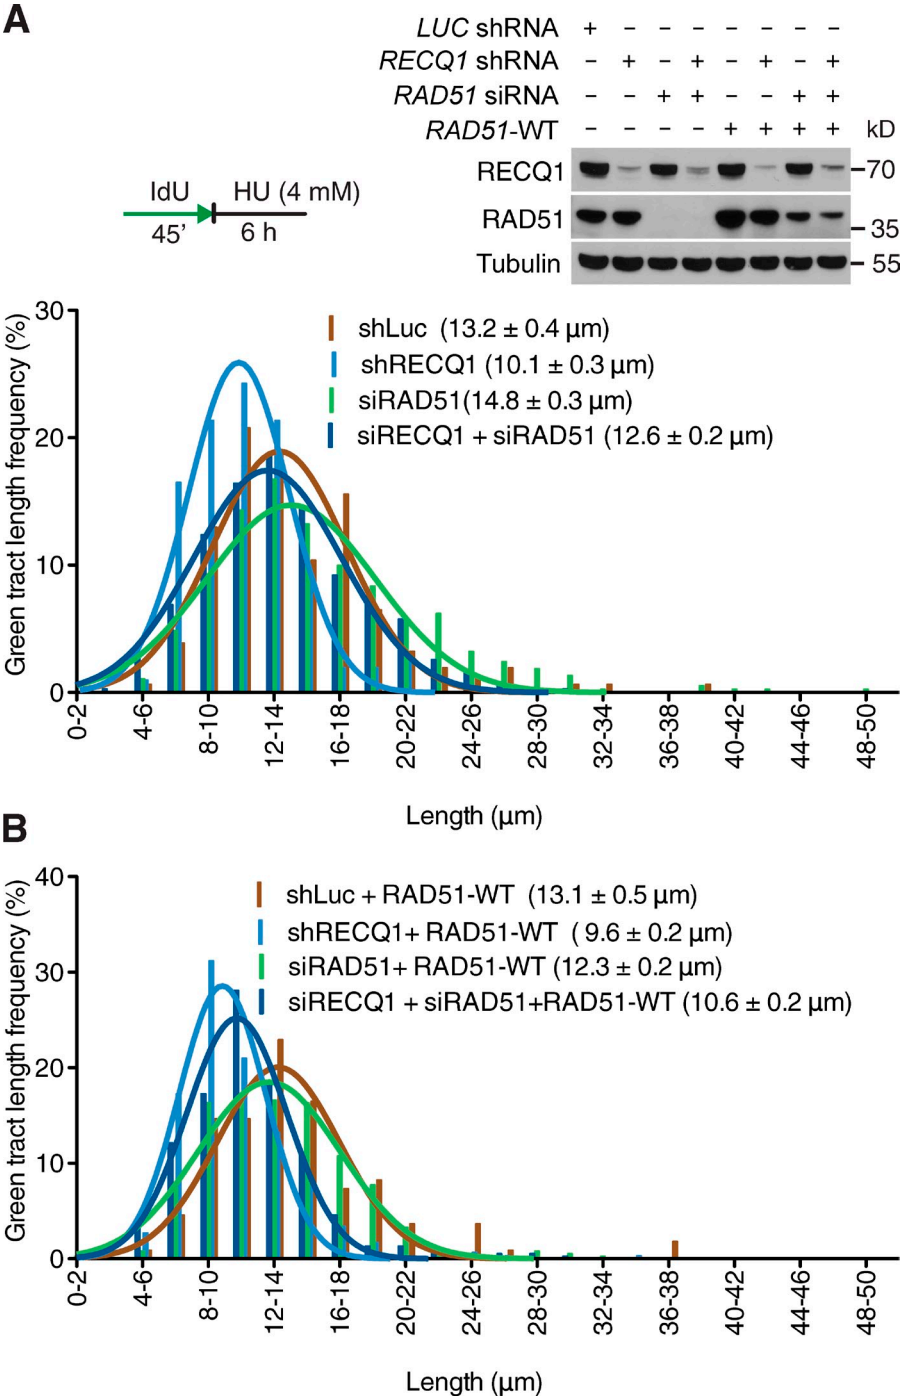 A
LUC shRNA + – – – – – – –
RECQ1 shRNA – + – + – + – +
RAD51 siRNA – – + + – – + +
RAD51-WT – – – – + + + + kD
RECQ1 70
RAD51 35
Tubulin 55
IdU HU (4 mM)
45’ 6 h
Green tract length frequency (%)
30
20
10
0
shLuc (13.2 ± 0.4 µm)
shRECQ1 (10.1 ± 0.3 µm)
siRAD51(14.8 ± 0.3 µm)
siRECQ1 + siRAD51 (12.6 ± 0.2 µm)
0-2 4-6 8-10 12-14 16-18 20-22 24-26 28-30 32-34 36-38 40-42 44-46 48-50
Length (µm)
B
Green tract length frequency (%)
40
30
20
10
0
shLuc + RAD51-WT (13.1 ± 0.5 µm)
shRECQ1+ RAD51-WT ( 9.6 ± 0.2 µm)
siRAD51+ RAD51-WT (12.3 ± 0.2 µm)
siRECQ1 + siRAD51+RAD51-WT (10.6 ± 0.2 µm)
0-2 4-6 8-10 12-14 16-18 20-22 24-26 28-30 32-34 36-38 40-42 44-46 48-50
Length (µm)